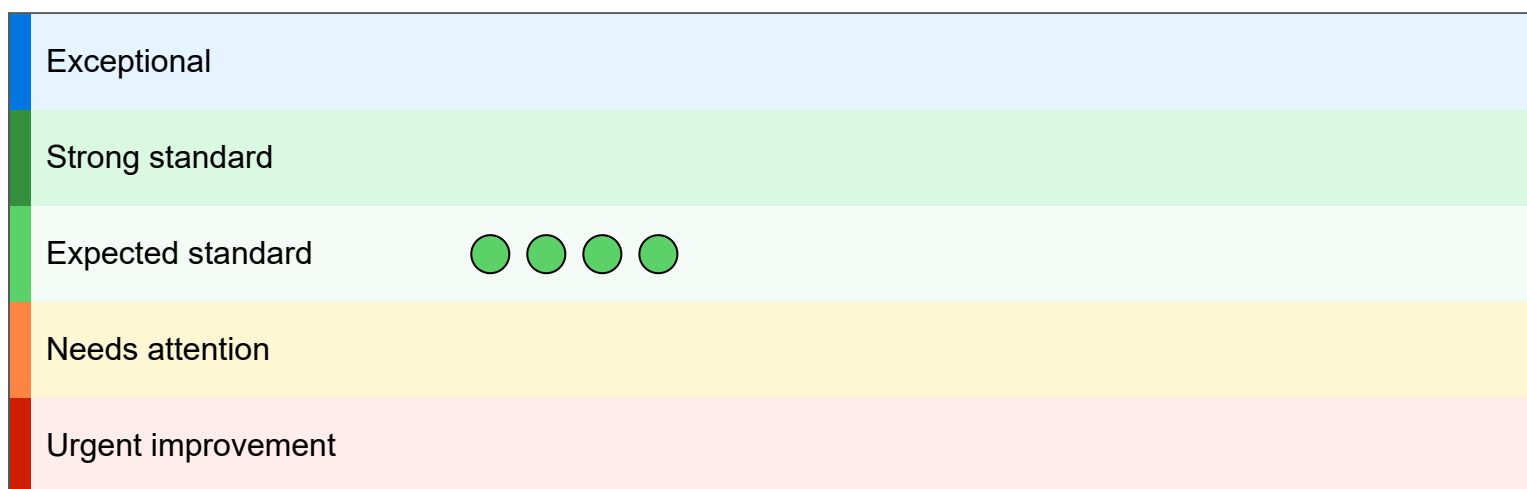 Exceptional
Strong standard
Expected standard
Needs attention
Urgent improvement